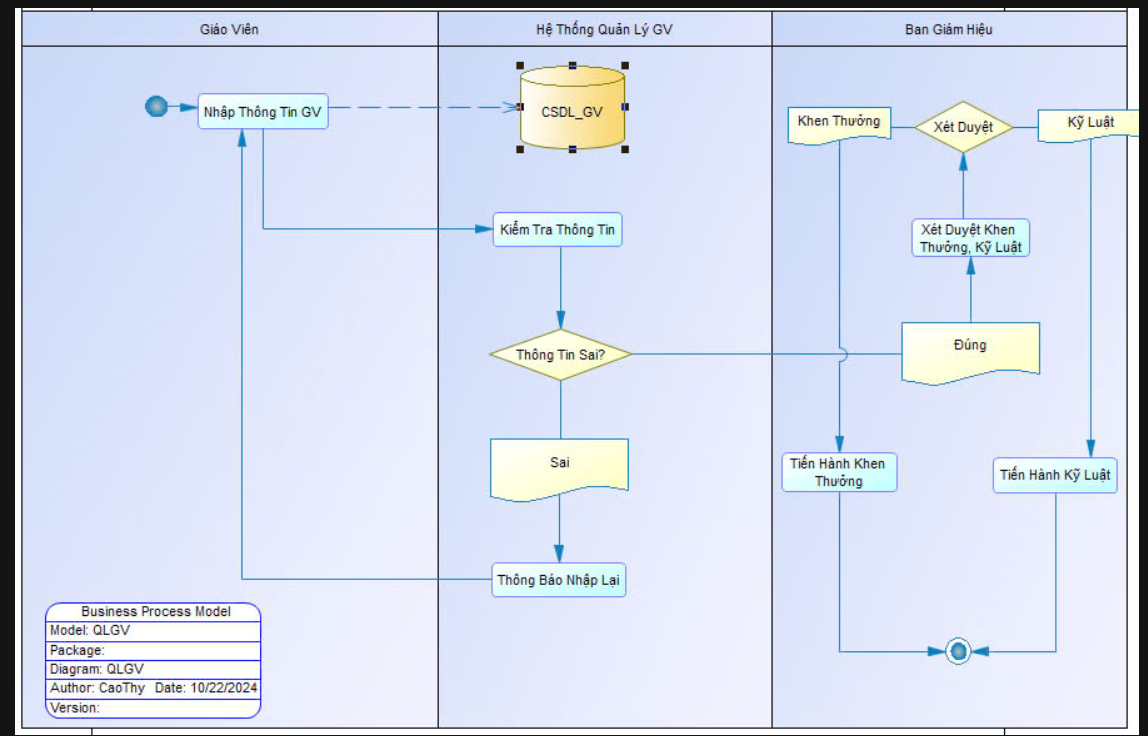 Giáo Viên
Hệ Thống Quản Lý GV
Ban Giám Hiệu
Nhập Thông Tin GV
CSDL_GV
Khen Thưởng
Xét Duyệt
Kỹ Luật
Kiểm Tra Thông Tin
Xét Duyệt Khen
Thưởng, Kỹ Luật
Thông Tin Sai?
Đúng
Sai
Tiến Hành Khen
Thưởng
Tiến Hành Kỹ Luật
Thông Báo Nhập Lại
Business Process Model
Model: QLGV
Package:
Diagram: QLGV
Author: CaoThy Date: 10/22/2024
Version: